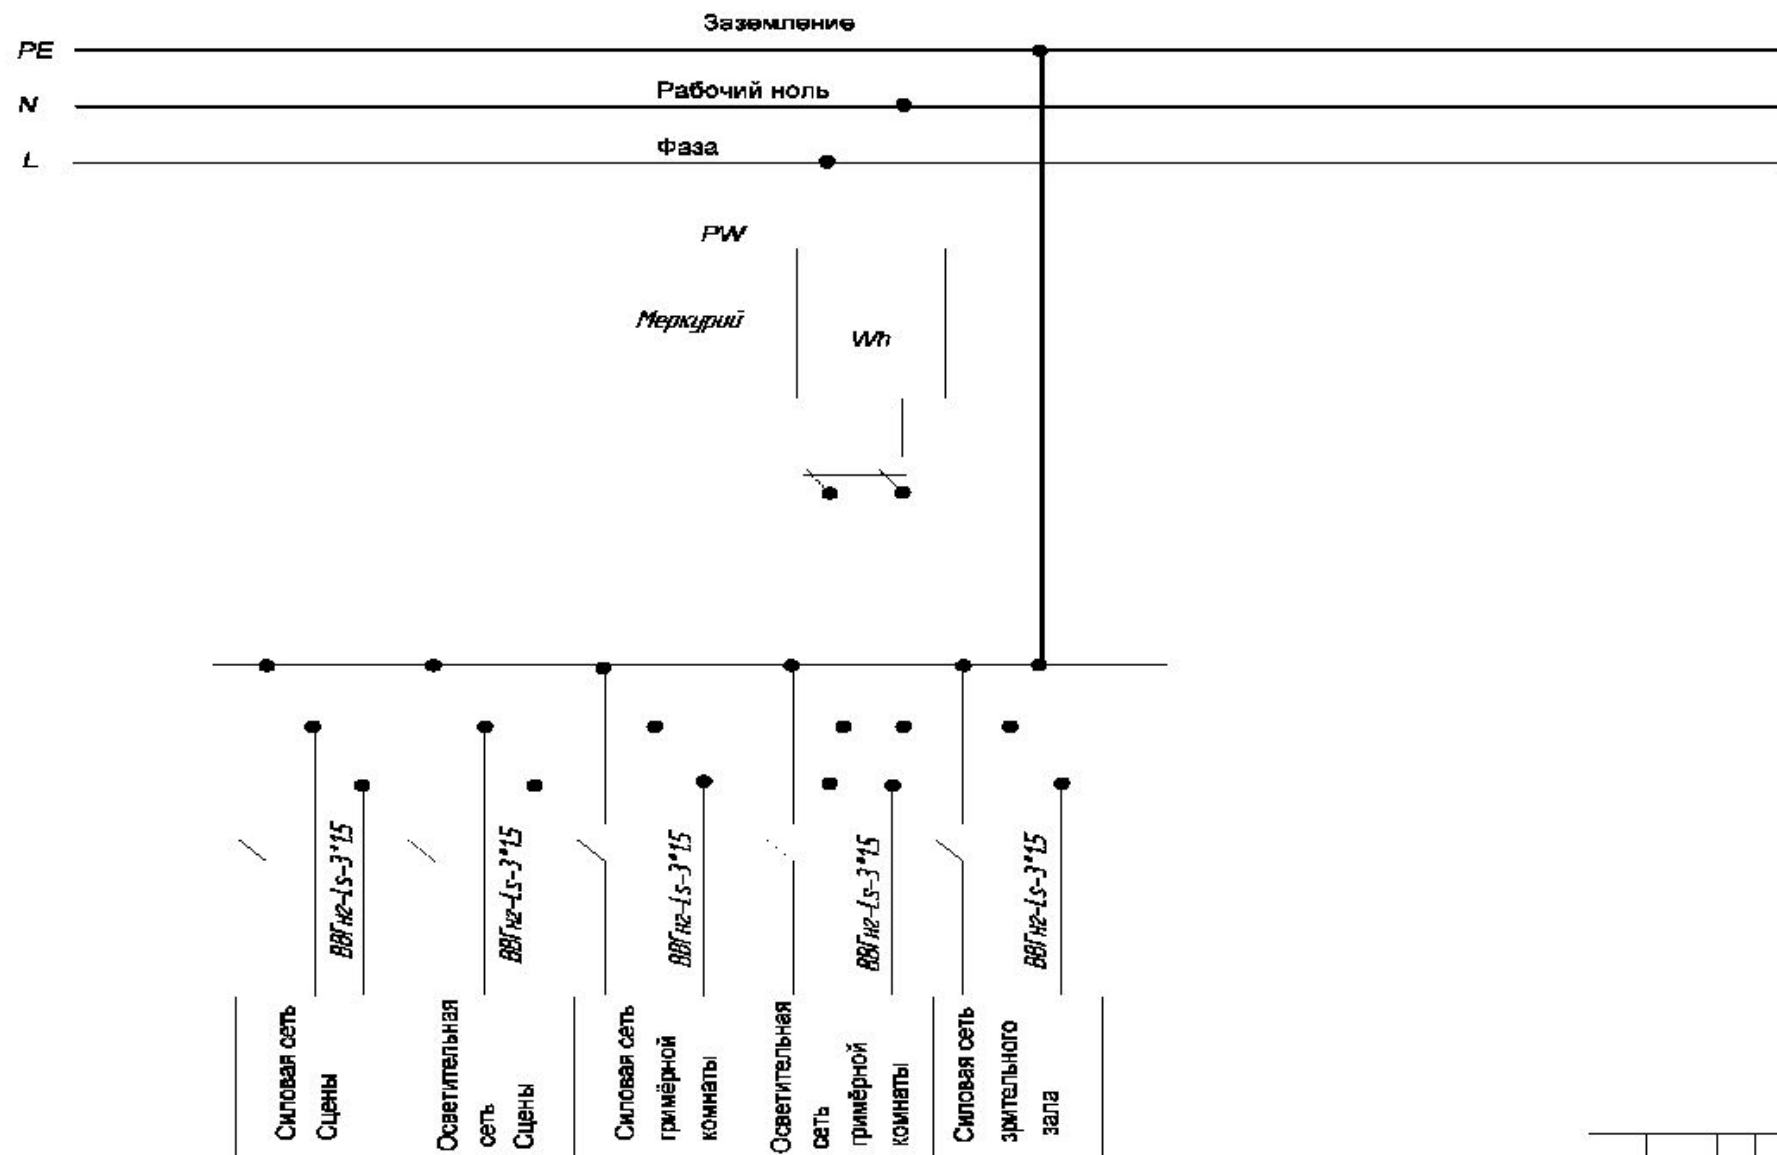 Заземление
PE
Рабочий ноль
N
Фаза
L
PW
Меркурий
Wh
ВВГнг-Ls-3*1.5
ВВГнг-Ls-3*1.5
ВВГнг-Ls-3*1.5
ВВГнг-Ls-3*1.5
ВВГнг-Ls-3*1.5
Силовая сеть
Сцены
Осветительная
сеть
Сцены
Силовая сеть
гримёрной
комнаты
Осветительная
сеть
гримёрной
комнаты
Силовая сеть
зрительного
зала